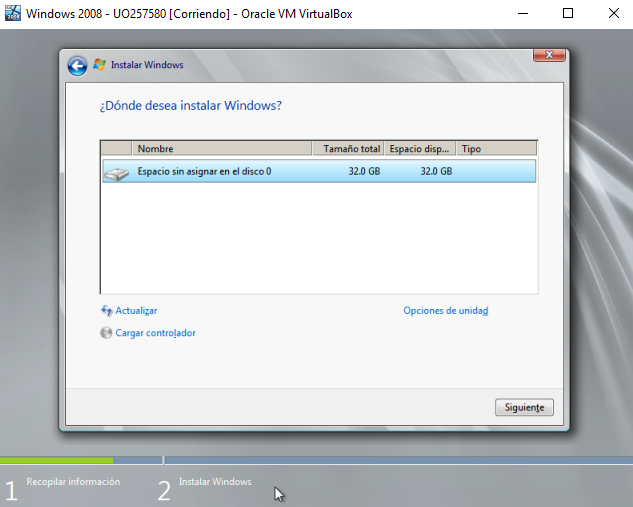 Windows 2008 - UO257580 [Corriendo] - Oracle VM VirtualBox
Instalar Windows
¿Dónde desea instalar Windows?
Nombre Tamaño total Espacio disp... Tipo
Espacio sin asignar en el disco 0 32.0 GB 32.0 GB
Actualizar Opciones de unidad
Cargar controlador
Siguiente
1 Recopilar información 2 Instalar Windows